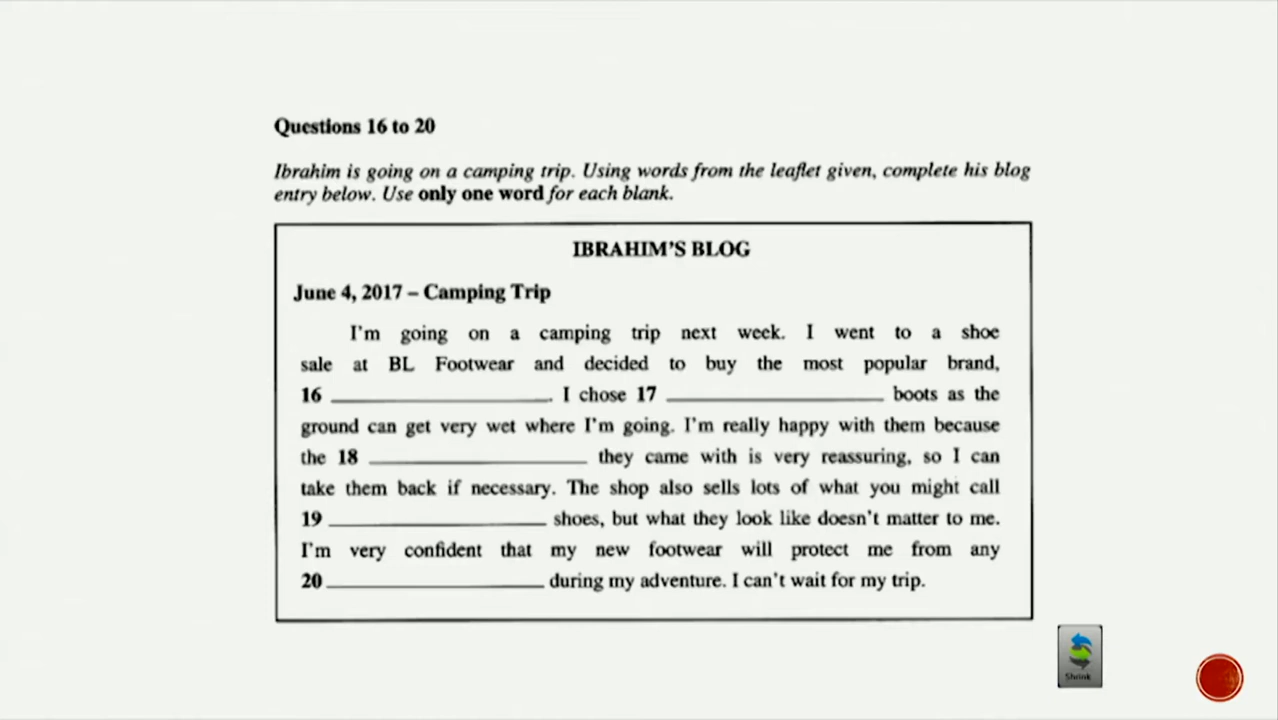 Questions 16 to 20
Ibrahim is going on a camping trip. Using words from the leaflet given, complete his blog
entry below. Use only one word for each blank.
IBRAHIM'S BLOG
June 4, 2017 – Camping Trip
I'm going on a camping trip next week. I went to a shoe
sale at BL Footwear and decided to buy the most popular brand,
16 ____________________. I chose 17 ____________________ boots as the
ground can get very wet where I'm going. I'm really happy with them because
the 18 ____________________ they came with is very reassuring, so I can
take them back if necessary. The shop also sells lots of what you might call
19 ____________________ shoes, but what they look like doesn't matter to me.
I'm very confident that my new footwear will protect me from any
20 ____________________ during my adventure. I can't wait for my trip.
Shrink